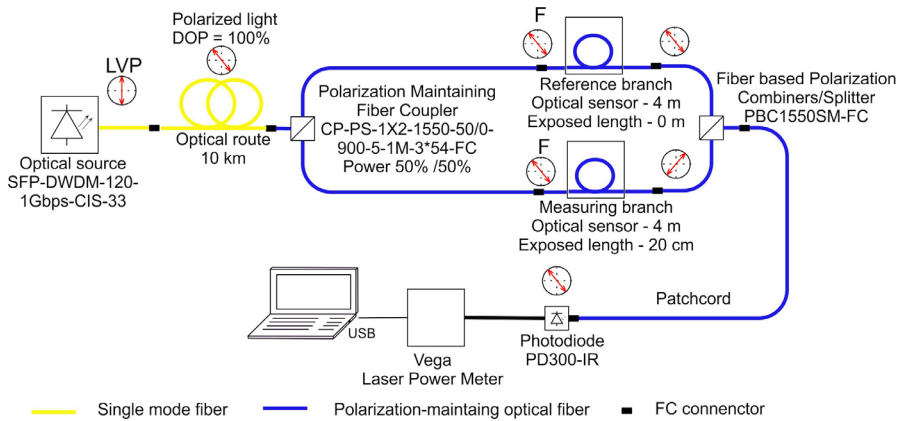 Polarized light
DOP = 100%
LVP
Optical source
SFP-DWDM-120-
1Gbps-CIS-33
Optical route
10 km
Polarization Maintaining
Fiber Coupler
CP-PS-1X2-1550-50/0-
900-5-1M-3*54-FC
Power 50% /50%
F
Reference branch
Optical sensor - 4 m
Exposed length - 0 m
F
Measuring branch
Optical sensor - 4 m
Exposed length - 20 cm
Fiber based Polarization
Combiners/Splitter
PBC1550SM-FC
Patchcord
USB
Vega
Laser Power Meter
Photodiode
PD300-IR
Single mode fiber
Polarization-maintaing optical fiber
FC connenctor